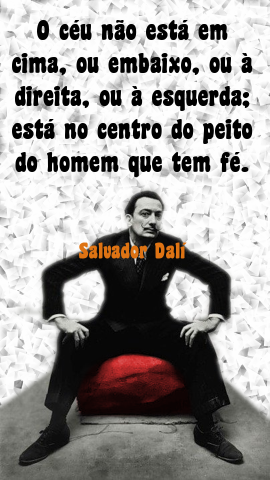 O céu não está em
cima, ou embaixo, ou à
direita, ou à esquerda;
está no centro do peito
do homem que tem fé.
Salvador Dalí